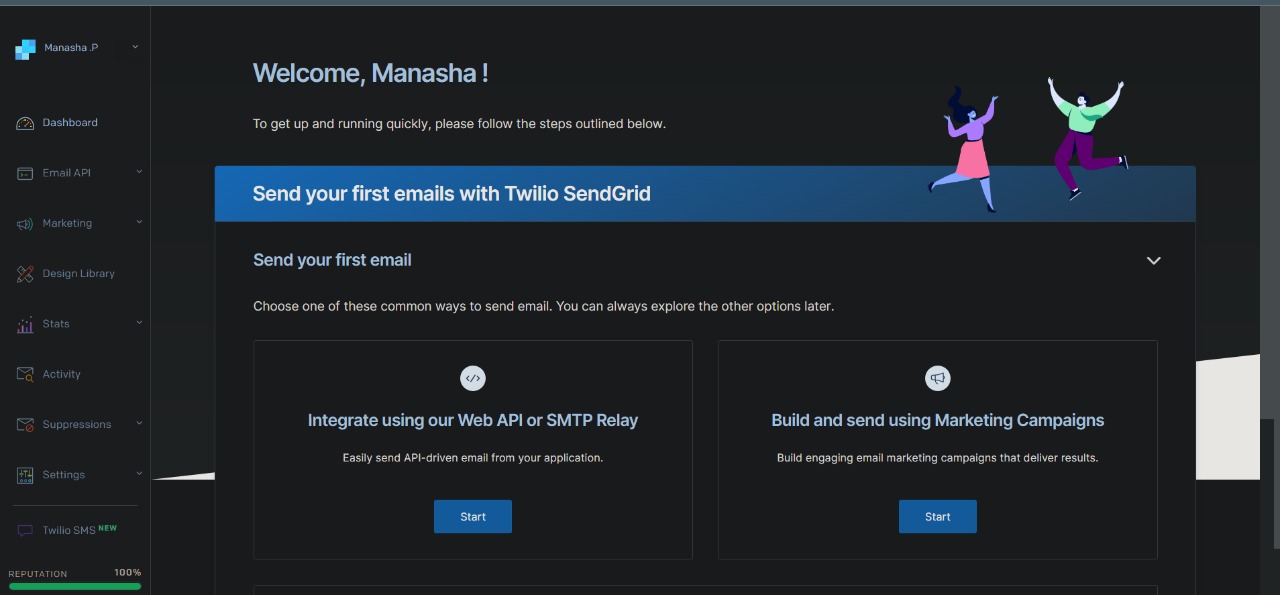 Manasha .P
Dashboard
Email API
Marketing
Design Library
Stats
Activity
Suppressions
Settings
Twilio SMS NEW
REPUTATION 100%
Welcome, Manasha !
To get up and running quickly, please follow the steps outlined below.
Send your first emails with Twilio SendGrid
Send your first email
Choose one of these common ways to send email. You can always explore the other options later.
Integrate using our Web API or SMTP Relay
Easily send API-driven email from your application.
Start
Build and send using Marketing Campaigns
Build engaging email marketing campaigns that deliver results.
Start